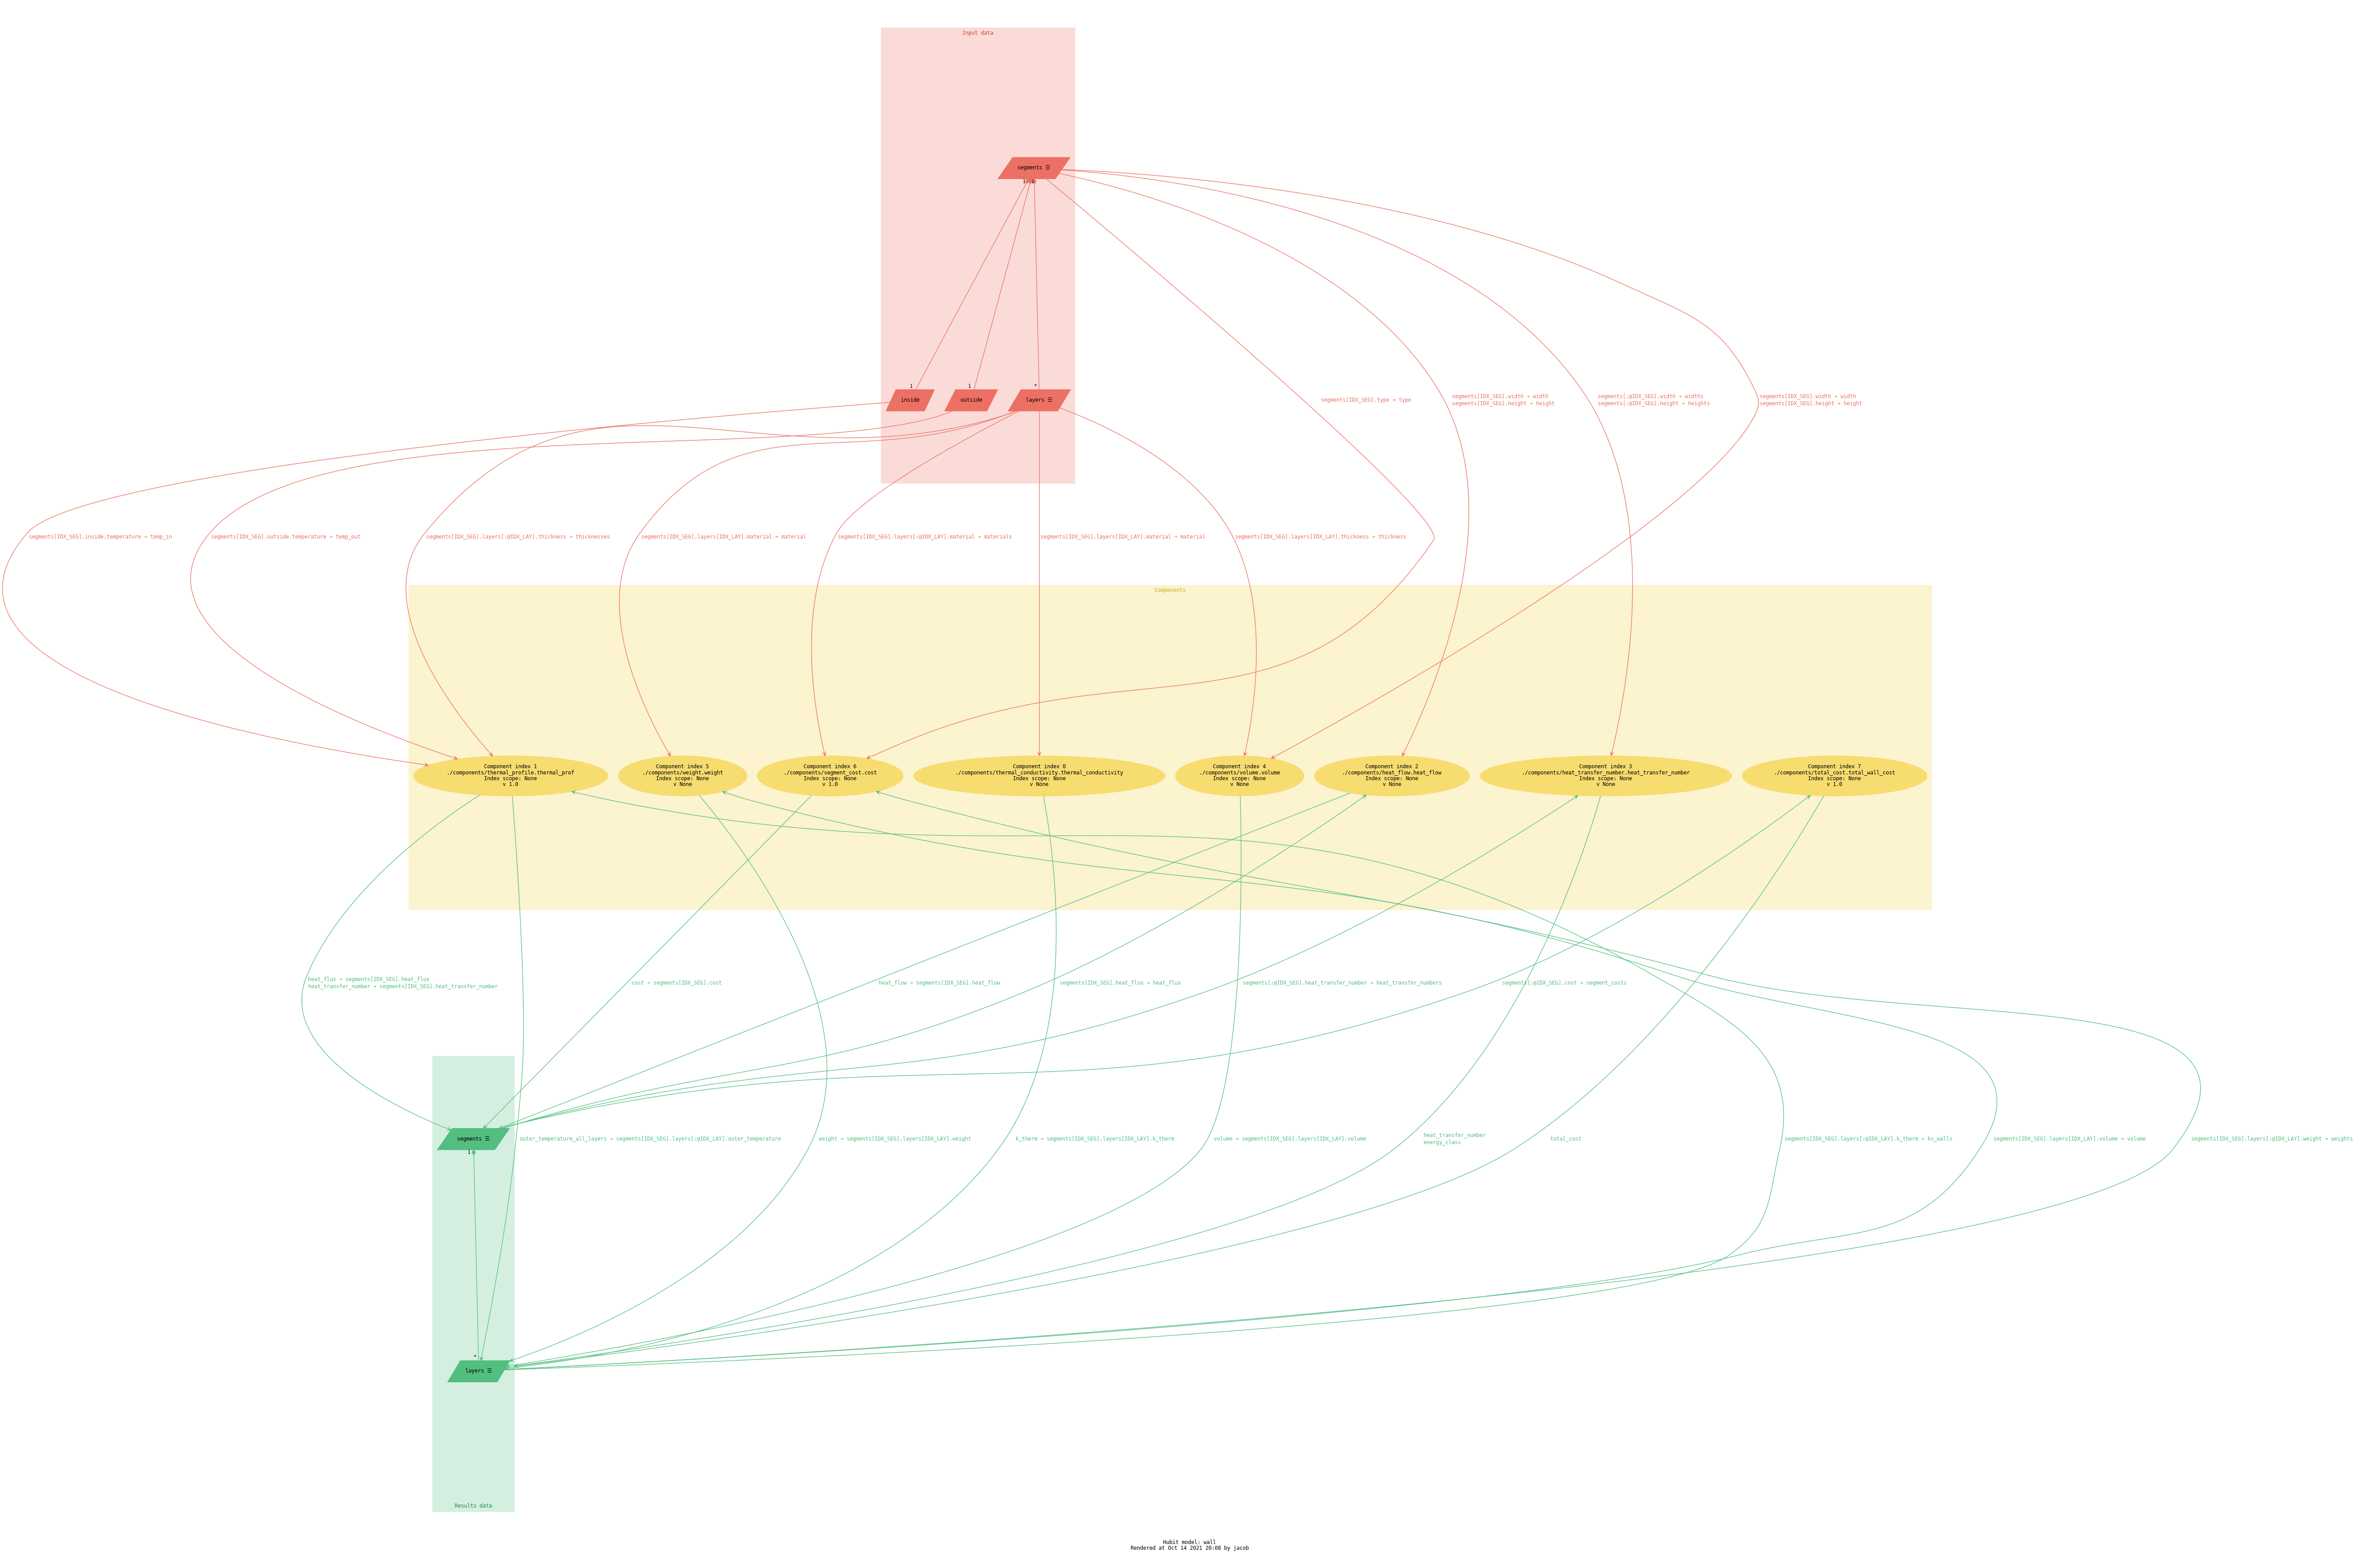 Input data
segments ☰
1 1
1
1
*
inside
outside
layers ☰
segments[IDX_SEG].type → type
segments[IDX_SEG].width → width
segments[IDX_SEG].height → height
segments[:@IDX_SEG].width → widths
segments[:@IDX_SEG].height → heights
segments[IDX_SEG].width → width
segments[IDX_SEG].height → height
segments[IDX_SEG].inside.temperature → temp_in
segments[IDX_SEG].outside.temperature → temp_out
segments[IDX_SEG].layers[:@IDX_LAY].thickness → thicknesses
segments[IDX_SEG].layers[IDX_LAY].material → material
segments[IDX_SEG].layers[:@IDX_LAY].material → materials
segments[IDX_SEG].layers[IDX_LAY].material → material
segments[IDX_SEG].layers[IDX_LAY].thickness → thickness
Components
Component index 1
./components/thermal_profile.thermal_prof
Index scope: None
v 1.0
Component index 5
./components/weight.weight
Index scope: None
v None
Component index 6
./components/segment_cost.cost
Index scope: None
v 1.0
Component index 0
./components/thermal_conductivity.thermal_conductivity
Index scope: None
v None
Component index 4
./components/volume.volume
Index scope: None
v None
Component index 2
./components/heat_flow.heat_flow
Index scope: None
v None
Component index 3
./components/heat_transfer_number.heat_transfer_number
Index scope: None
v None
Component index 7
./components/total_cost.total_wall_cost
Index scope: None
v 1.0
heat_flux → segments[IDX_SEG].heat_flux
heat_transfer_number → segments[IDX_SEG].heat_transfer_number
cost → segments[IDX_SEG].cost
heat_flow → segments[IDX_SEG].heat_flow
segments[IDX_SEG].heat_flux → heat_flux
segments[:@IDX_SEG].heat_transfer_number → heat_transfer_numbers
segments[:@IDX_SEG].cost → segment_costs
segments ☰
1
outer_temperature_all_layers → segments[IDX_SEG].layers[:@IDX_LAY].outer_temperature
weight → segments[IDX_SEG].layers[IDX_LAY].weight
k_therm → segments[IDX_SEG].layers[IDX_LAY].k_therm
volume → segments[IDX_SEG].layers[IDX_LAY].volume
heat_transfer_number
energy_class
total_cost
segments[IDX_SEG].layers[:@IDX_LAY].k_therm → ks_walls
segments[IDX_SEG].layers[IDX_LAY].volume → volume
segments[IDX_SEG].layers[:@IDX_LAY].weight → weights
*
layers ☰
Results data
Hubit model: wall
Rendered at Oct 14 2021 20:08 by jacob